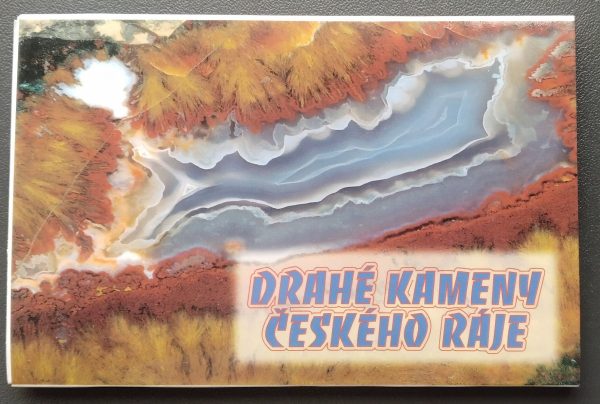 DRAHÉ KAMENY
ČESKÉHO RÁJE